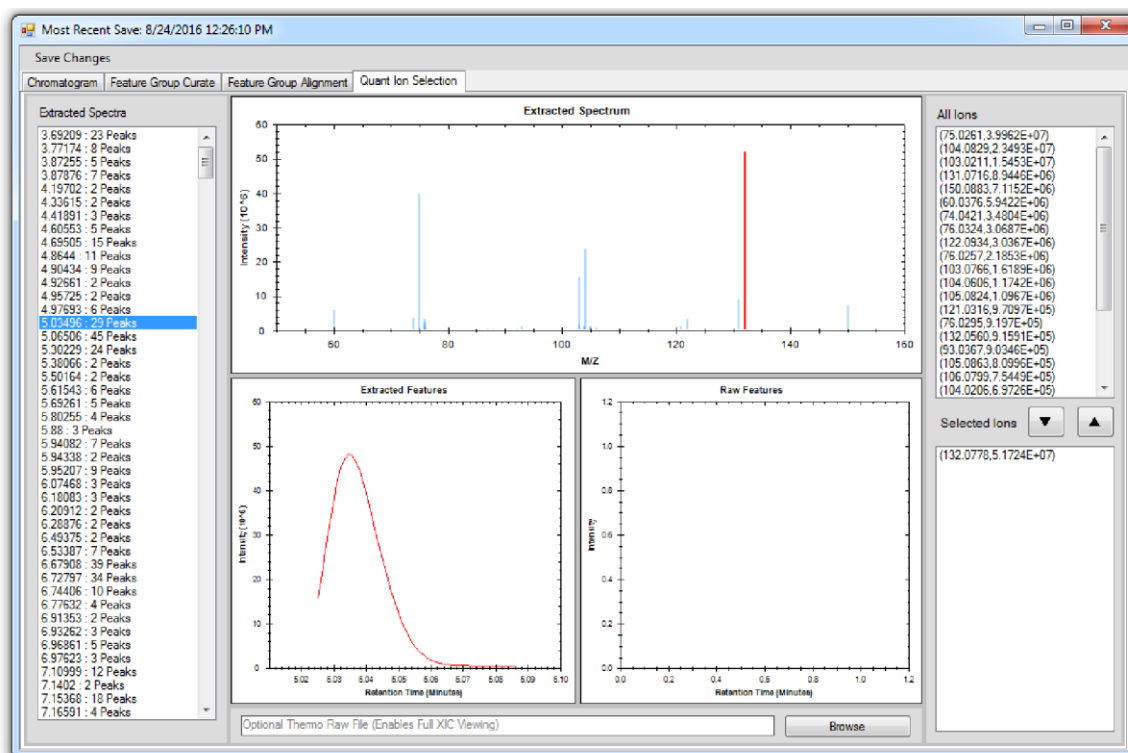 Most Recent Save: 8/24/2016 12:26:10 PM
Save Changes
Chromatogram Feature Group Curate Feature Group Alignment Quant Ion Selection
Extracted Spectra
3.69209 : 23 Peaks
3.77174 : 8 Peaks
3.87255 : 5 Peaks
3.87876 : 7 Peaks
4.19702 : 2 Peaks
4.33615 : 2 Peaks
4.41891 : 3 Peaks
4.60553 : 5 Peaks
4.69505 : 15 Peaks
4.8644 : 11 Peaks
4.90434 : 9 Peaks
4.92661 : 2 Peaks
4.95725 : 2 Peaks
4.97693 : 6 Peaks
5.03496 : 29 Peaks
5.06506 : 45 Peaks
5.30229 : 24 Peaks
5.38066 : 2 Peaks
5.50164 : 2 Peaks
5.61543 : 6 Peaks
5.69261 : 5 Peaks
5.80255 : 4 Peaks
5.88 : 3 Peaks
5.94082 : 7 Peaks
5.94338 : 2 Peaks
5.95207 : 9 Peaks
6.07468 : 3 Peaks
6.18083 : 3 Peaks
6.20912 : 2 Peaks
6.28876 : 2 Peaks
6.49375 : 2 Peaks
6.53387 : 7 Peaks
6.67908 : 39 Peaks
6.72797 : 34 Peaks
6.74406 : 10 Peaks
6.77632 : 4 Peaks
6.91353 : 2 Peaks
6.93262 : 3 Peaks
6.96861 : 5 Peaks
6.97623 : 3 Peaks
7.10999 : 12 Peaks
7.1402 : 2 Peaks
7.15368 : 18 Peaks
7.16591 : 4 Peaks
Extracted Spectrum
Intensity (10^6)
60
50
40
30
20
10
0
60 80 100 120 140 160
M/Z
Extracted Features
Intensity (10^6)
60
50
40
30
20
10
0
5.02 5.03 5.04 5.05 5.06 5.07 5.08 5.09 5.10
Retention Time (Minutes)
Raw Features
Intensity
1.2
1.0
0.8
0.6
0.4
0.2
0.0
0.0 0.2 0.4 0.6 0.8 1.0 1.2
Retention Time (Minutes)
Optional Thermo Raw File (Enables Full XIC Viewing)
Browse
All Ions
(75.0261,3.9962E+07)
(104.0829,2.3493E+07)
(103.0211,1.5453E+07)
(131.0716,8.9446E+06)
(150.0883,7.1152E+06)
(60.0376,5.9422E+06)
(74.0421,3.4804E+06)
(76.0324,3.0687E+06)
(122.0934,3.0367E+06)
(76.0257,2.1853E+06)
(103.0766,1.6189E+06)
(104.0606,1.1742E+06)
(105.0824,1.0967E+06)
(121.0316,9.7097E+05)
(76.0295,9.197E+05)
(132.0560,9.1591E+05)
(93.0367,9.0346E+05)
(105.0863,8.0996E+05)
(106.0799,7.5449E+05)
(104.0206,6.9726E+05)
Selected Ions
(132.0778,5.1724E+07)